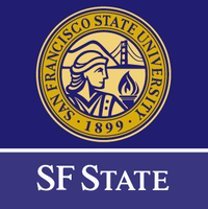 SAN FRANCISCO STATE UNIVERSITY
· 1899 ·
SF STATE